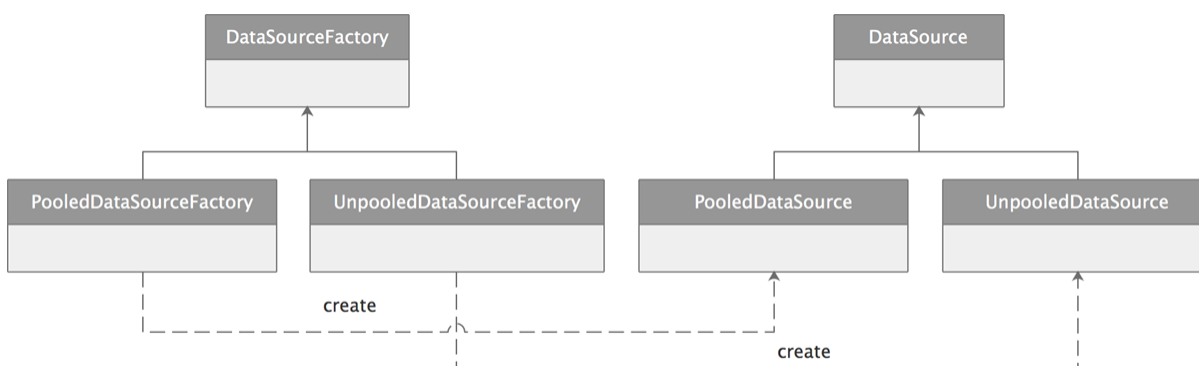 DataSourceFactory
DataSource
PooledDataSourceFactory
UnpooledDataSourceFactory
PooledDataSource
UnpooledDataSource
create
create